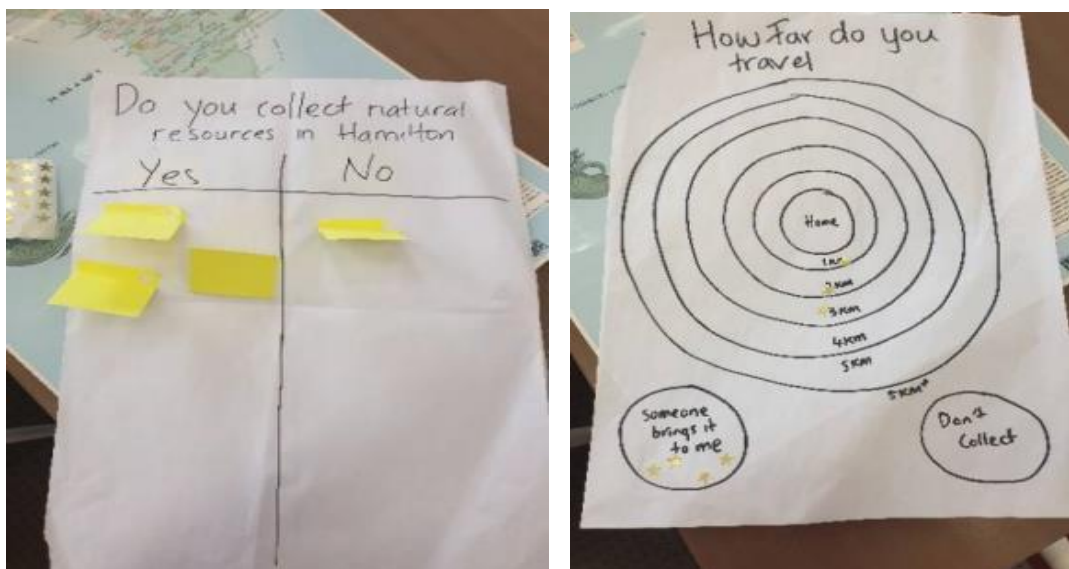 Do you collect natural
resources in Hamilton
Yes
No
How Far do you
travel
Home
1KM
2KM
3KM
4KM
5KM
5KM+
Someone
brings it
to me
Don't
Collect